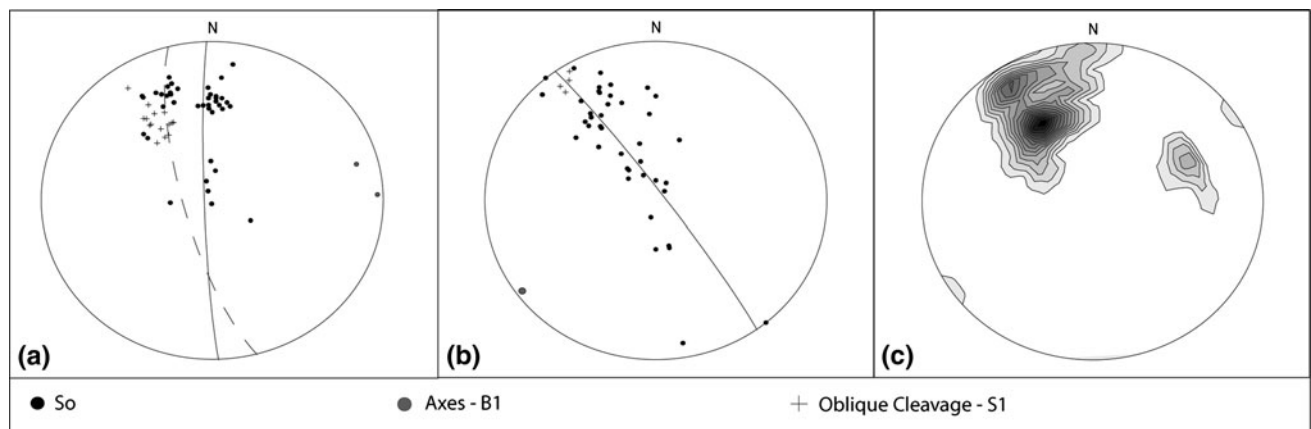 N
N
N
(a)
(b)
(c)
So
Axes - B1
Oblique Cleavage - S1